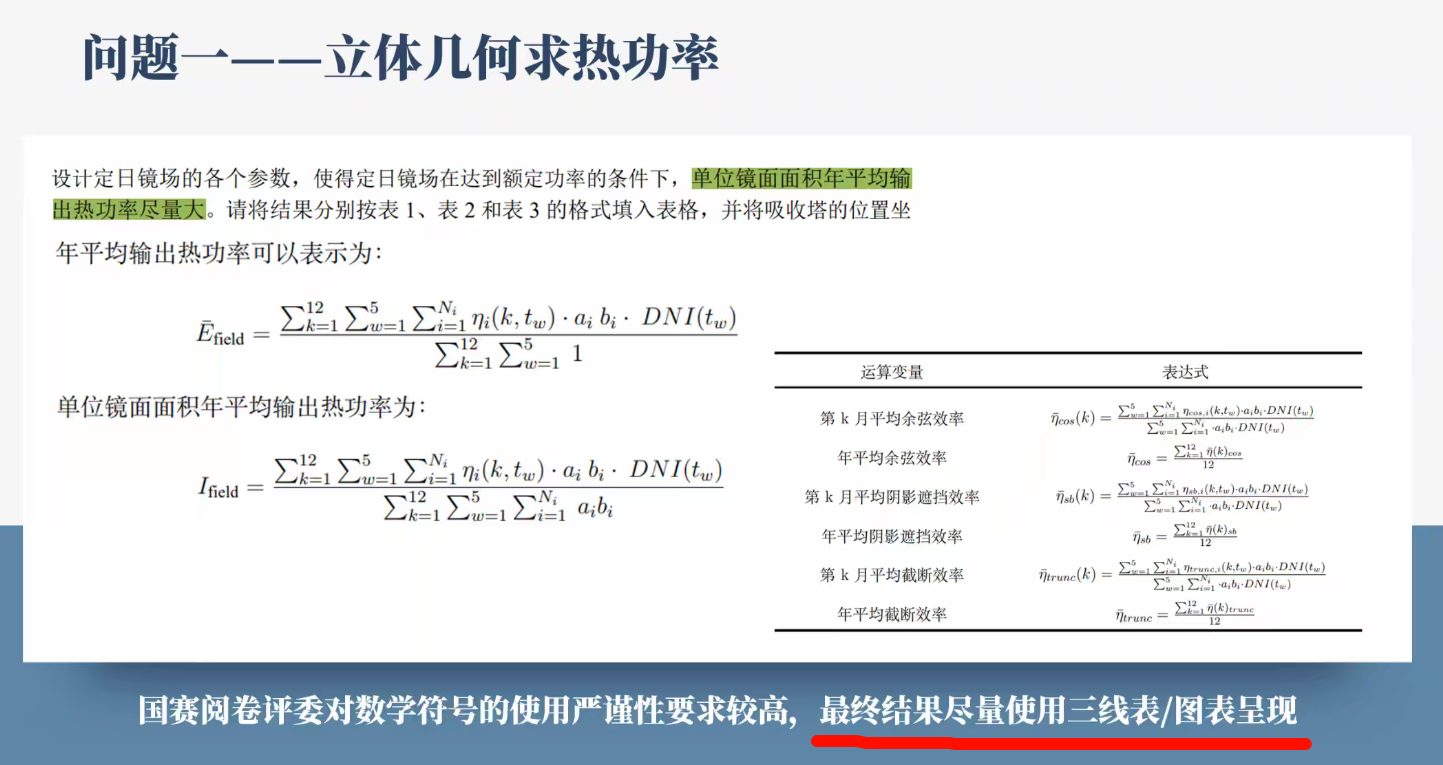 问题一——立体几何求热功率
设计定日镜场的各个参数，使得定日镜场在达到额定功率的条件下，单位镜面面积年平均输
出热功率尽量大。请将结果分别按表 1、表 2 和表 3 的格式填入表格，并将吸收塔的位置坐
年平均输出热功率可以表示为：
$\bar{E}_{\text{field}} = \frac{\sum_{k=1}^{12} \sum_{w=1}^{5} \sum_{i=1}^{N_i} \eta_i(k, t_w) \cdot a_i \, b_i \cdot DNI(t_w)}{\sum_{k=1}^{12} \sum_{w=1}^{5} 1}$
单位镜面面积年平均输出热功率为：
$I_{\text{field}} = \frac{\sum_{k=1}^{12} \sum_{w=1}^{5} \sum_{i=1}^{N_i} \eta_i(k, t_w) \cdot a_i \, b_i \cdot DNI(t_w)}{\sum_{k=1}^{12} \sum_{w=1}^{5} \sum_{i=1}^{N_i} a_i b_i}$
运算变量 表达式
第 k 月平均余弦效率 $\bar{\eta}_{cos}(k) = \frac{\sum_{w=1}^{5} \sum_{i=1}^{N_i} \eta_{cos,i}(k,t_w) \cdot a_i b_i \cdot DNI(t_w)}{\sum_{w=1}^{5} \sum_{i=1}^{N_i} \cdot a_i b_i \cdot DNI(t_w)}$
年平均余弦效率 $\bar{\eta}_{cos} = \frac{\sum_{k=1}^{12} \bar{\eta}(k)_{cos}}{12}$
第 k 月平均阴影遮挡效率 $\bar{\eta}_{sb}(k) = \frac{\sum_{w=1}^{5} \sum_{i=1}^{N_i} \eta_{sb,i}(k,t_w) \cdot a_i b_i \cdot DNI(t_w)}{\sum_{w=1}^{5} \sum_{i=1}^{N_i} \cdot a_i b_i \cdot DNI(t_w)}$
年平均阴影遮挡效率 $\bar{\eta}_{sb} = \frac{\sum_{k=1}^{12} \bar{\eta}(k)_{sb}}{12}$
第 k 月平均截断效率 $\bar{\eta}_{trunc}(k) = \frac{\sum_{w=1}^{5} \sum_{i=1}^{N_i} \eta_{trunc,i}(k,t_w) \cdot a_i b_i \cdot DNI(t_w)}{\sum_{w=1}^{5} \sum_{i=1}^{N_i} \cdot a_i b_i \cdot DNI(t_w)}$
年平均截断效率 $\bar{\eta}_{trunc} = \frac{\sum_{k=1}^{12} \bar{\eta}(k)_{trunc}}{12}$
国赛阅卷评委对数学符号的使用严谨性要求较高，最终结果尽量使用三线表/图表呈现